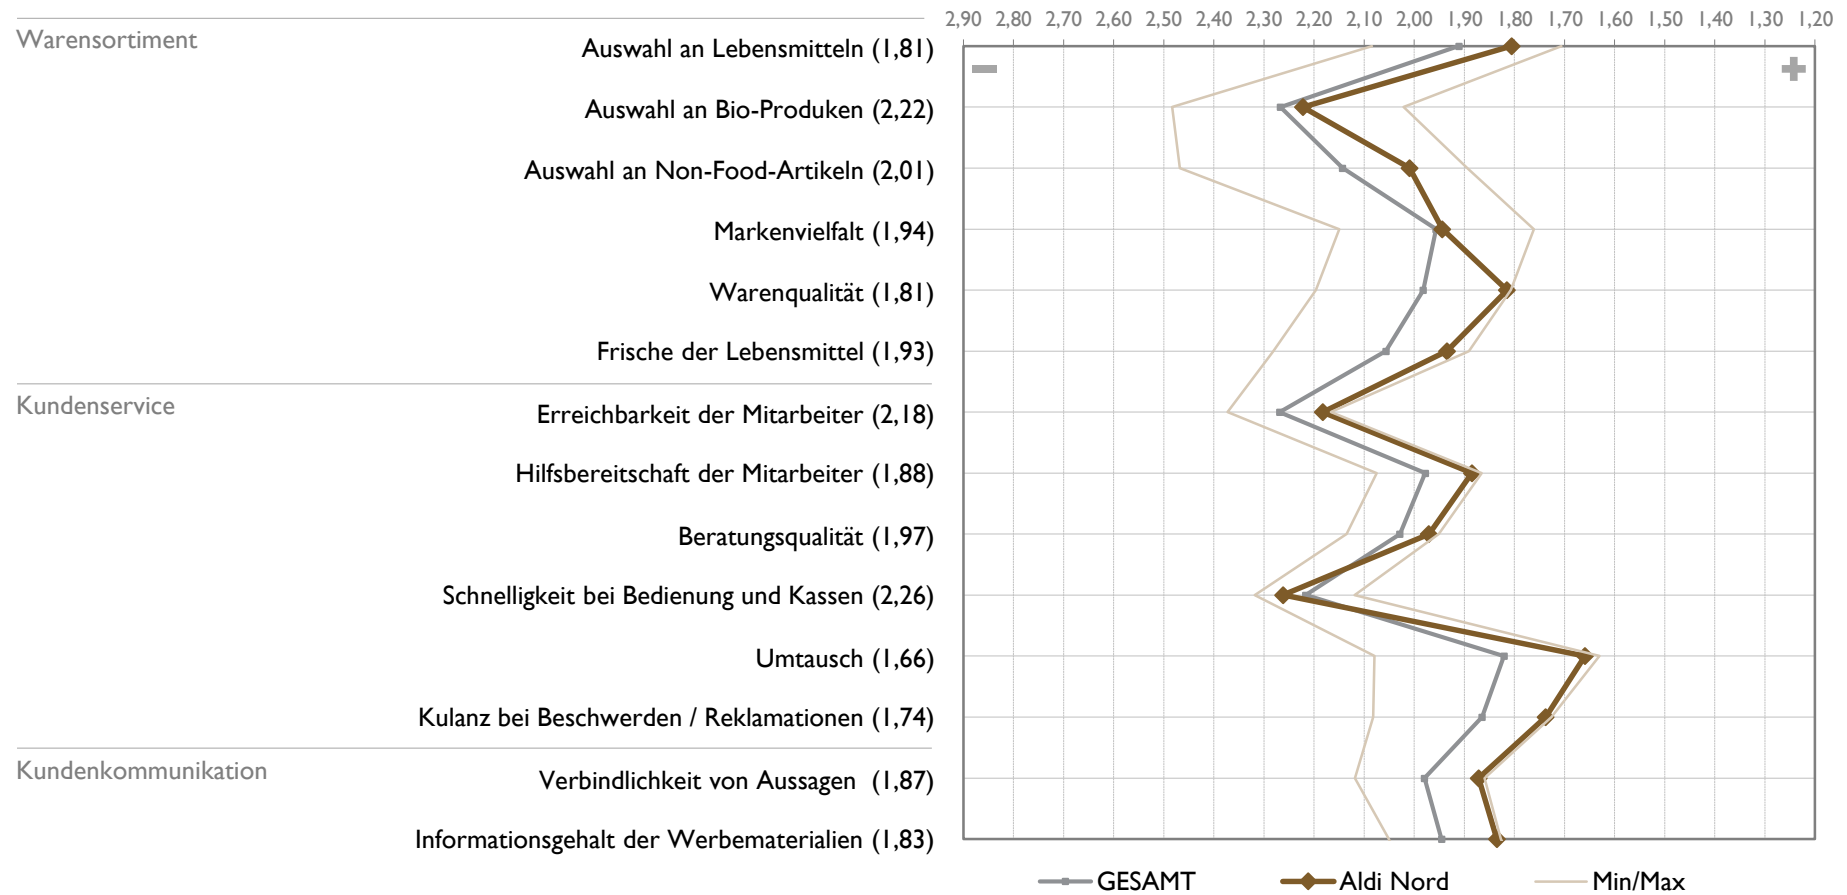 2,90 2,80 2,70 2,60 2,50 2,40 2,30 2,20 2,10 2,00 1,90 1,80 1,70 1,60 1,50 1,40 1,30 1,20
Warensortiment
Auswahl an Lebensmitteln (1,81)
Auswahl an Bio-Produken (2,22)
Auswahl an Non-Food-Artikeln (2,01)
Markenvielfalt (1,94)
Warenqualität (1,81)
Frische der Lebensmittel (1,93)
Kundenservice
Erreichbarkeit der Mitarbeiter (2,18)
Hilfsbereitschaft der Mitarbeiter (1,88)
Beratungsqualität (1,97)
Schnelligkeit bei Bedienung und Kassen (2,26)
Umtausch (1,66)
Kulanz bei Beschwerden / Reklamationen (1,74)
Kundenkommunikation
Verbindlichkeit von Aussagen (1,87)
Informationsgehalt der Werbematerialien (1,83)
GESAMT Aldi Nord Min/Max